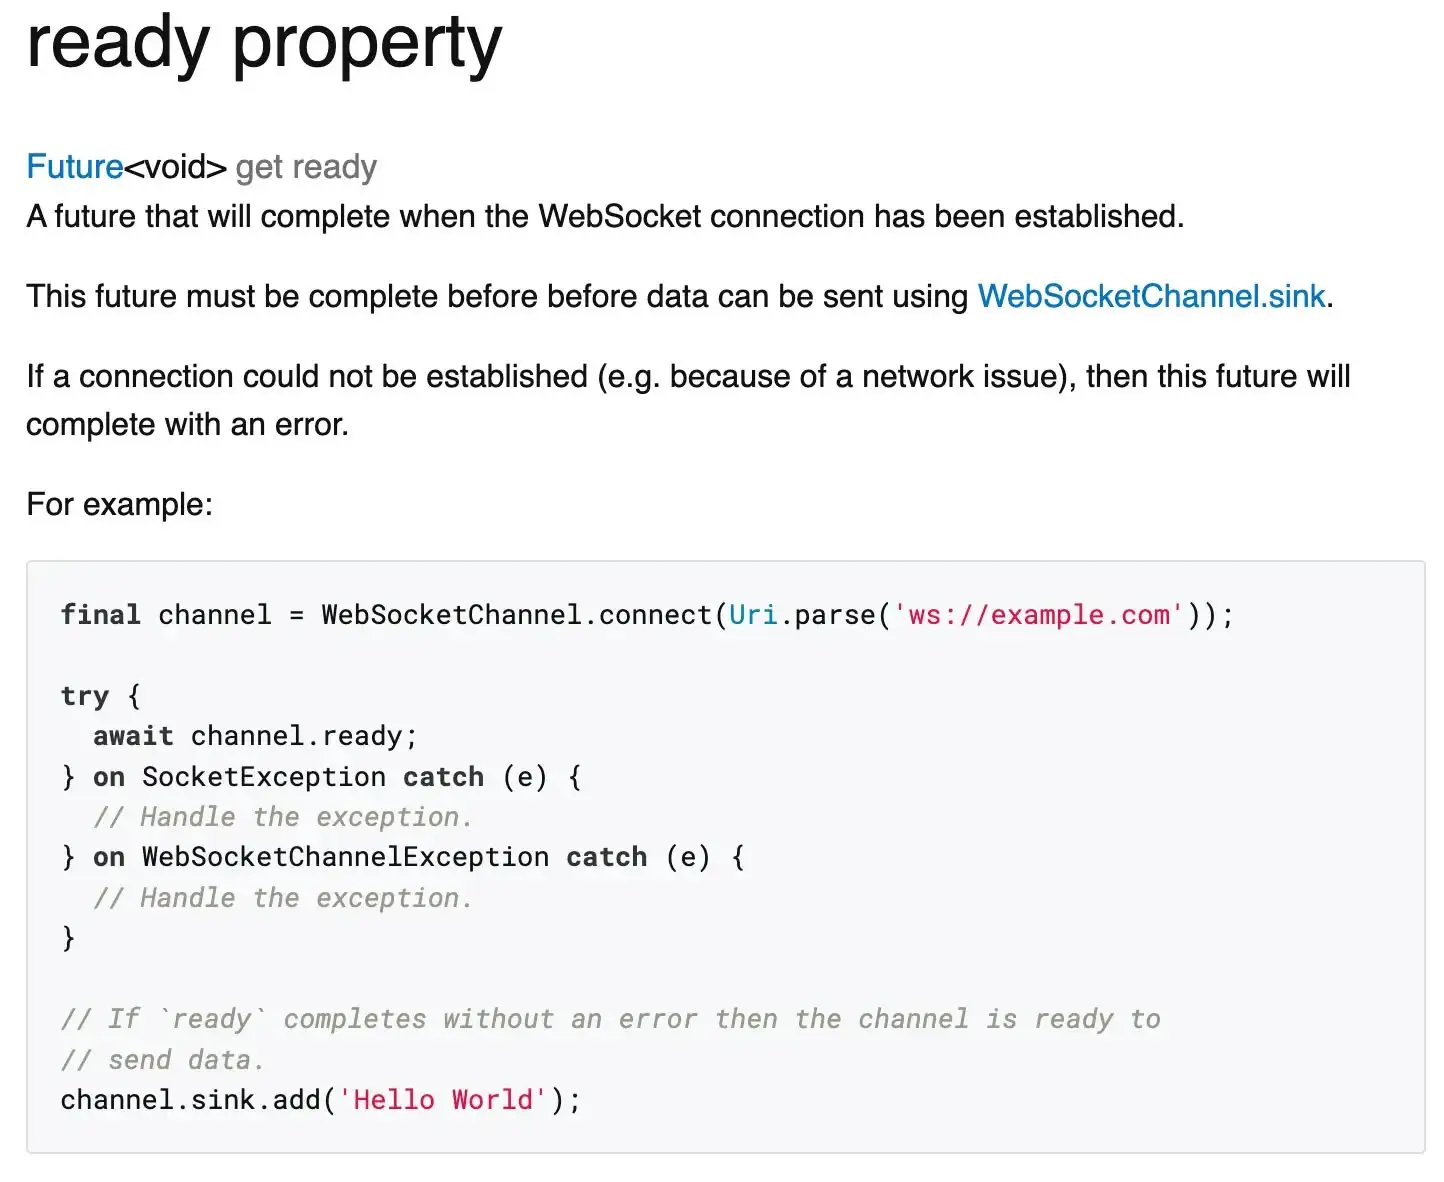 ready property
Future<void> get ready
A future that will complete when the WebSocket connection has been established.
This future must be complete before before data can be sent using WebSocketChannel.sink.
If a connection could not be established (e.g. because of a network issue), then this future will
complete with an error.
For example:
final channel = WebSocketChannel.connect(Uri.parse('ws://example.com'));
try {
  await channel.ready;
} on SocketException catch (e) {
  // Handle the exception.
} on WebSocketChannelException catch (e) {
  // Handle the exception.
}
// If `ready` completes without an error then the channel is ready to
// send data.
channel.sink.add('Hello World');